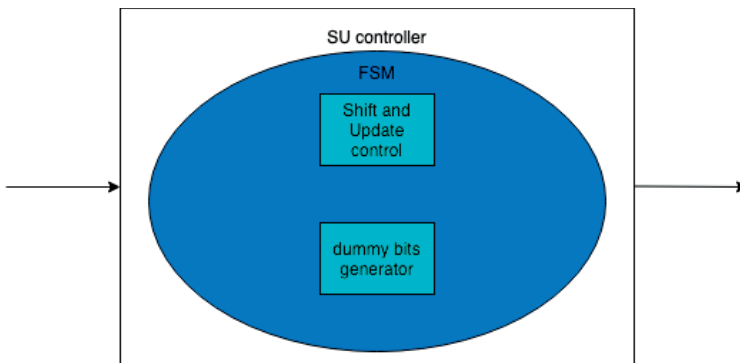 SU controller
FSM
Shift and
Update
control
dummy bits
generator